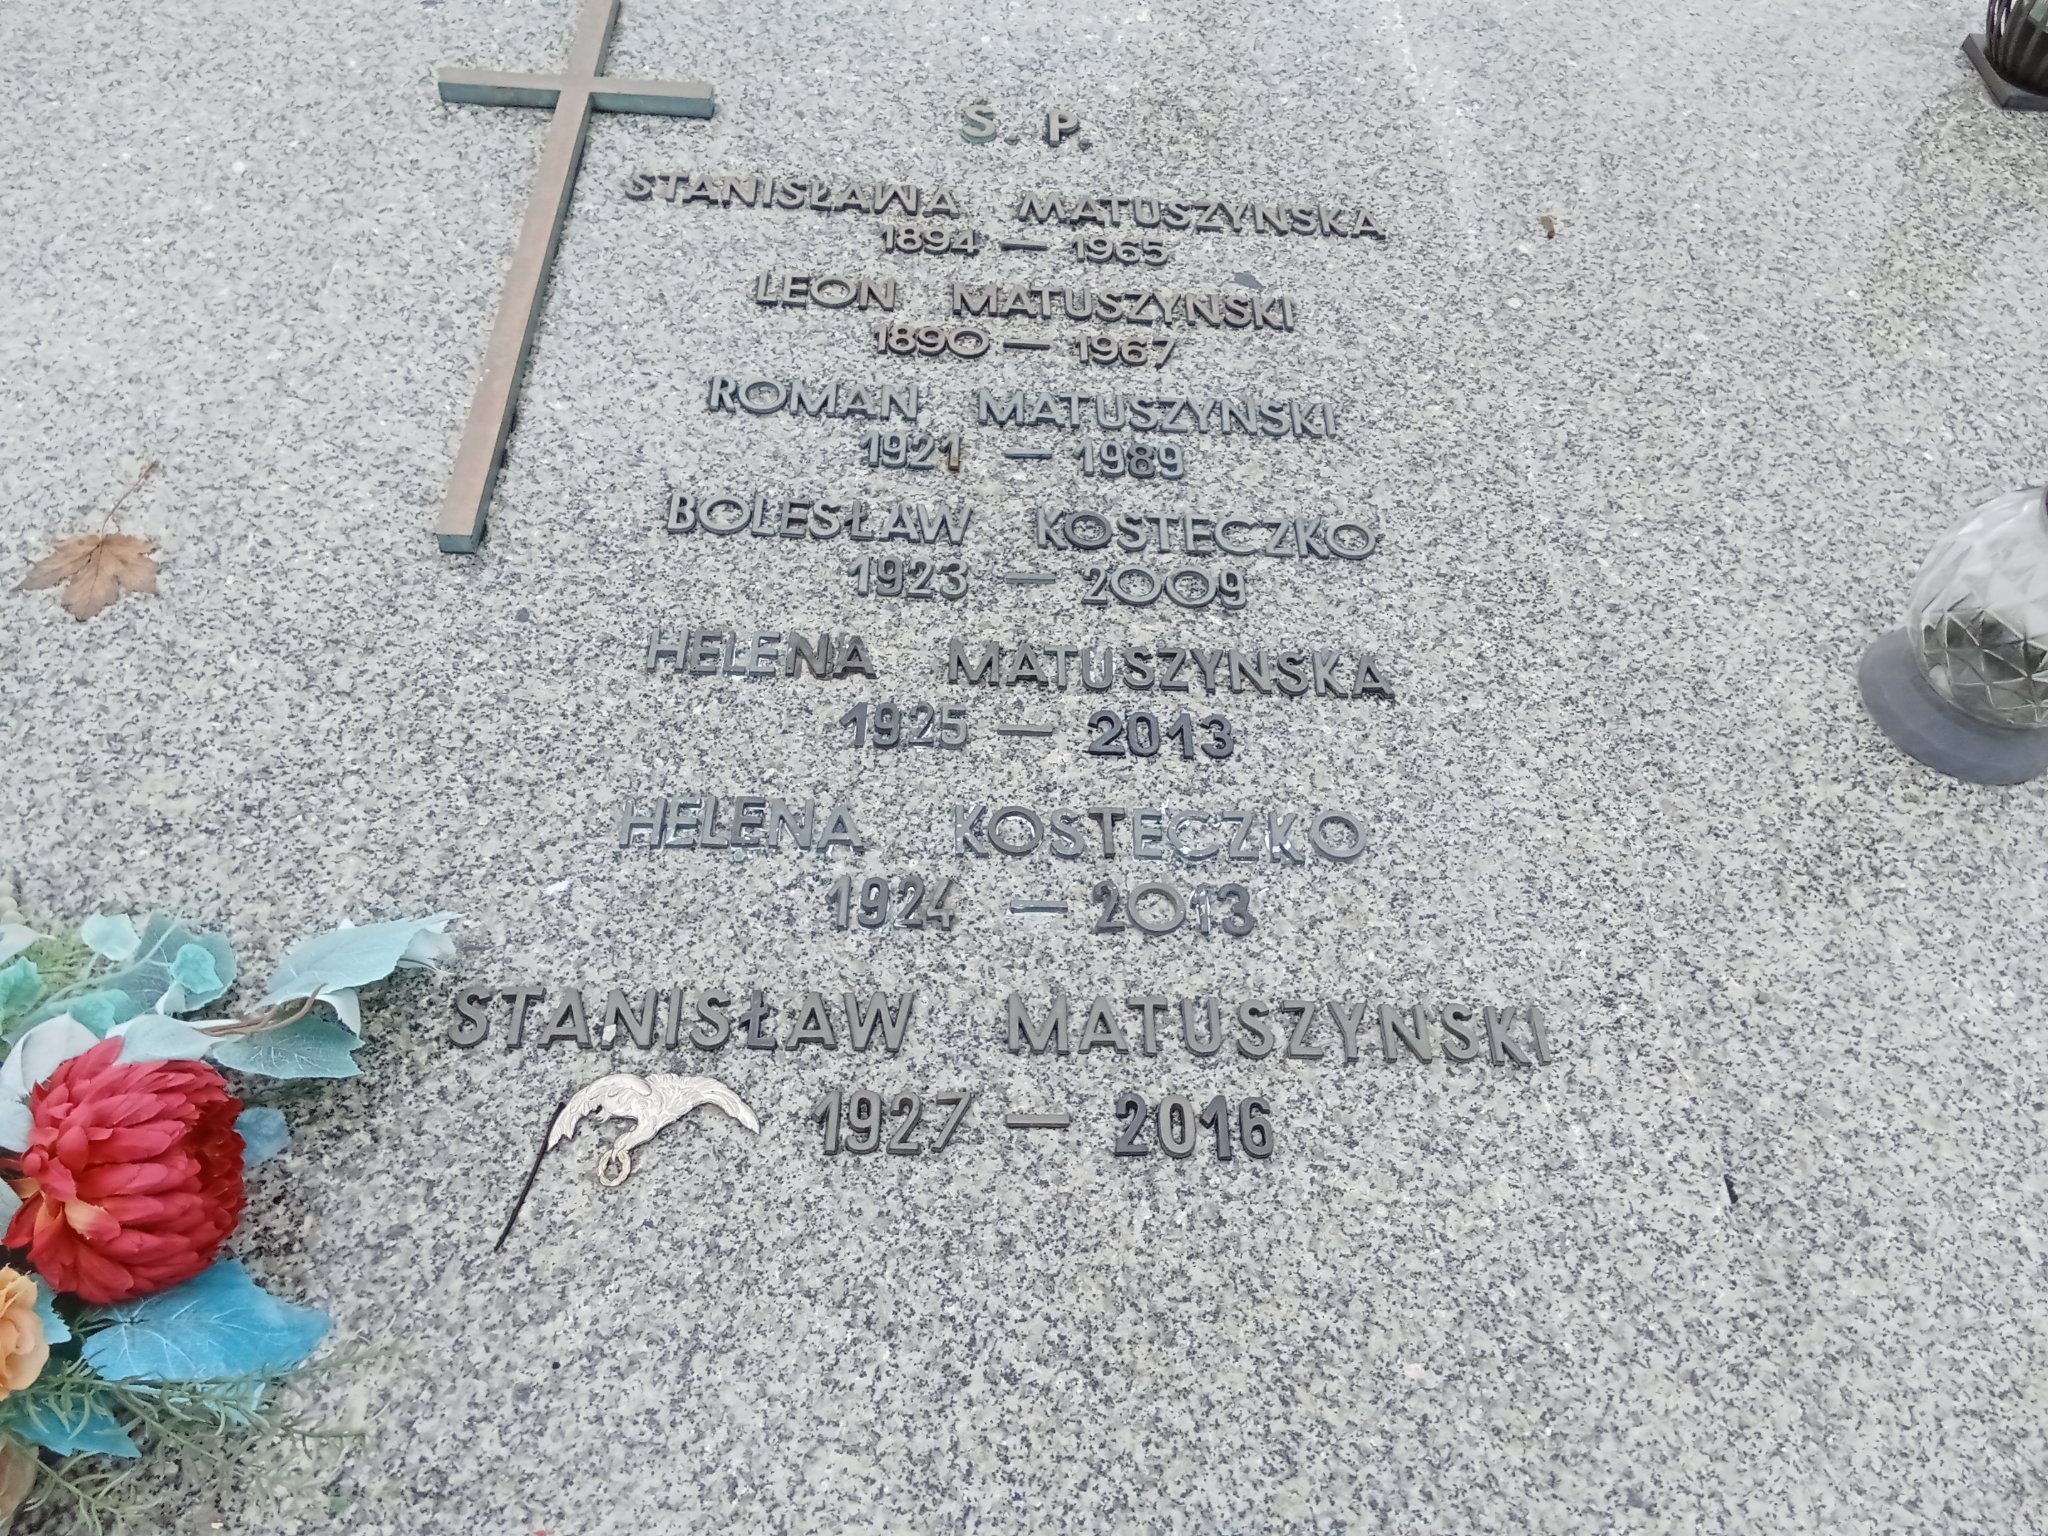 S. P.
STANISŁAWA MATUSZYNSKA
1894 — 1965
LEON MATUSZYNSKI
1890 — 1967
ROMAN MATUSZYNSKI
1921 — 1989
BOLESŁAW KOSTECZKO
1923 — 2009
HELENA MATUSZYNSKA
1925 — 2013
HELENA KOSTECZKO
1924 — 2013
STANISŁAW MATUSZYNSKI
1927 — 2016